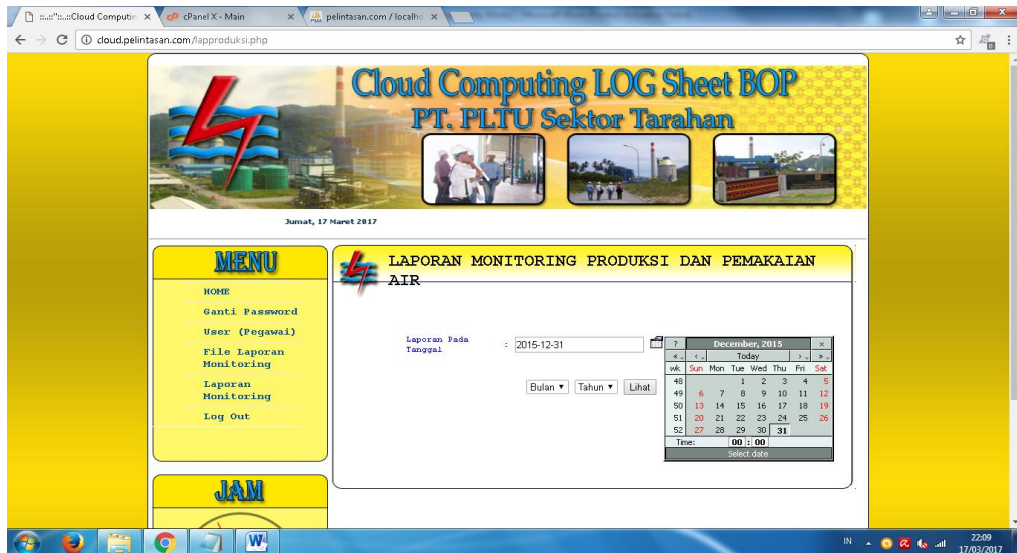 ::..::"::...::Cloud Computin
cPanel X - Main
pelintasan.com / localho
cloud.pelintasan.com/lapproduksi.php
Cloud Computing LOG Sheet BOP
PT. PLTU Sektor Tarahan
Jumat, 17 Maret 2017
MENU
HOME
Ganti Password
User (Pegawai)
File Laporan
Monitoring
Laporan
Monitoring
Log Out
JAM
LAPORAN MONITORING PRODUKSI DAN PEMAKAIAN
AIR
Laporan Pada
Tanggal
: 2015-12-31
Bulan Tahun Lihat
? December, 2015 ×
« ‹ Today › »
wk Sun Mon Tue Wed Thu Fri Sat
48 1 2 3 4 5
49 6 7 8 9 10 11 12
50 13 14 15 16 17 18 19
51 20 21 22 23 24 25 26
52 27 28 29 30 31
Time: 00 : 00
Select date
IN
22:09
17/03/2017